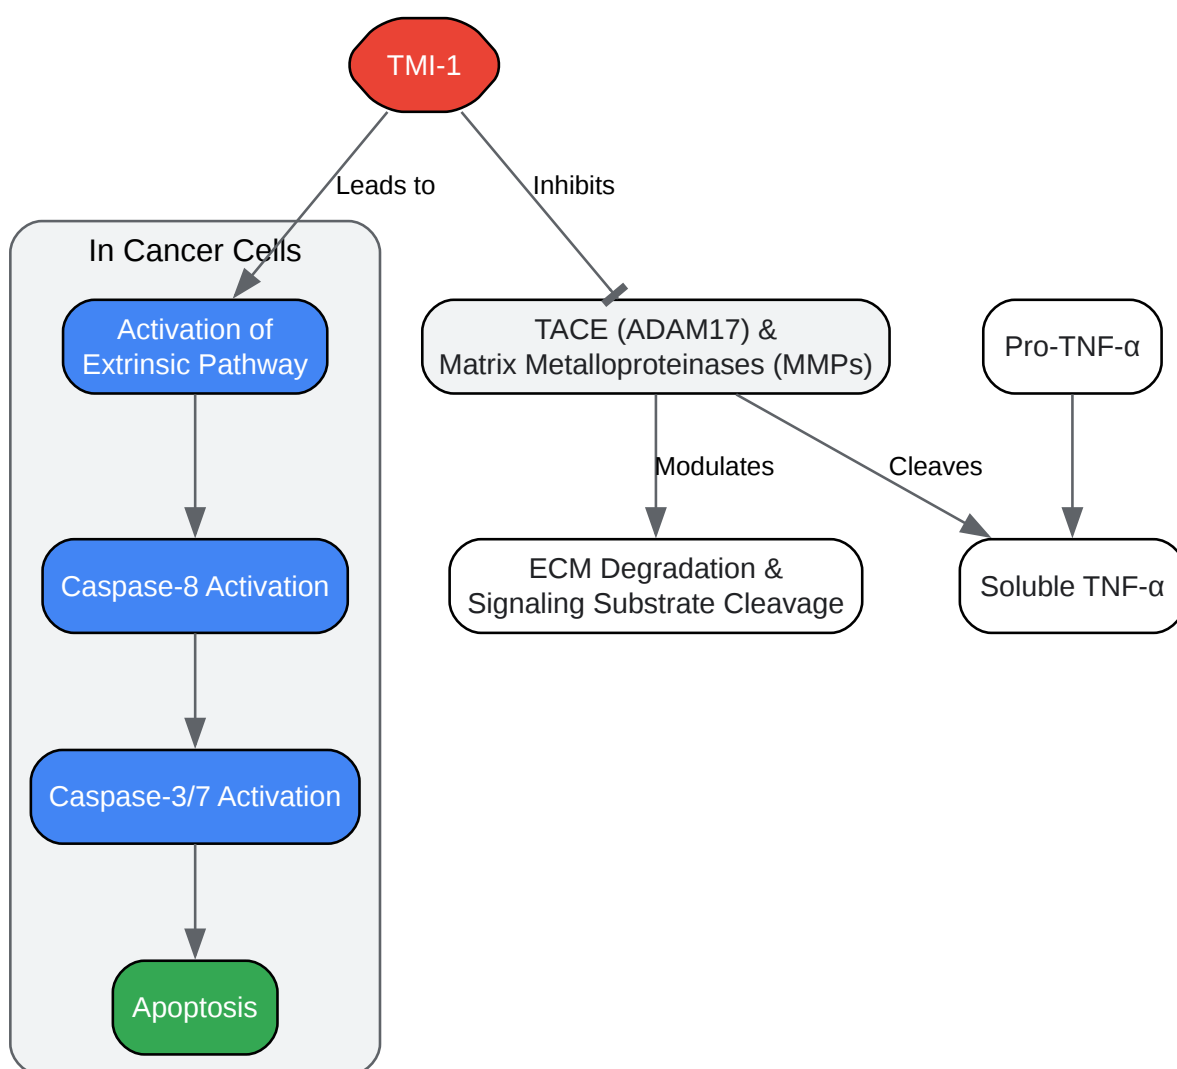 TMI-1
Leads to
Inhibits
In Cancer Cells
Activation of
Extrinsic Pathway
TACE (ADAM17) &
Matrix Metalloproteinases (MMPs)
Pro-TNF-α
Modulates
Cleaves
Caspase-8 Activation
ECM Degradation &
Signaling Substrate Cleavage
Soluble TNF-α
Caspase-3/7 Activation
Apoptosis